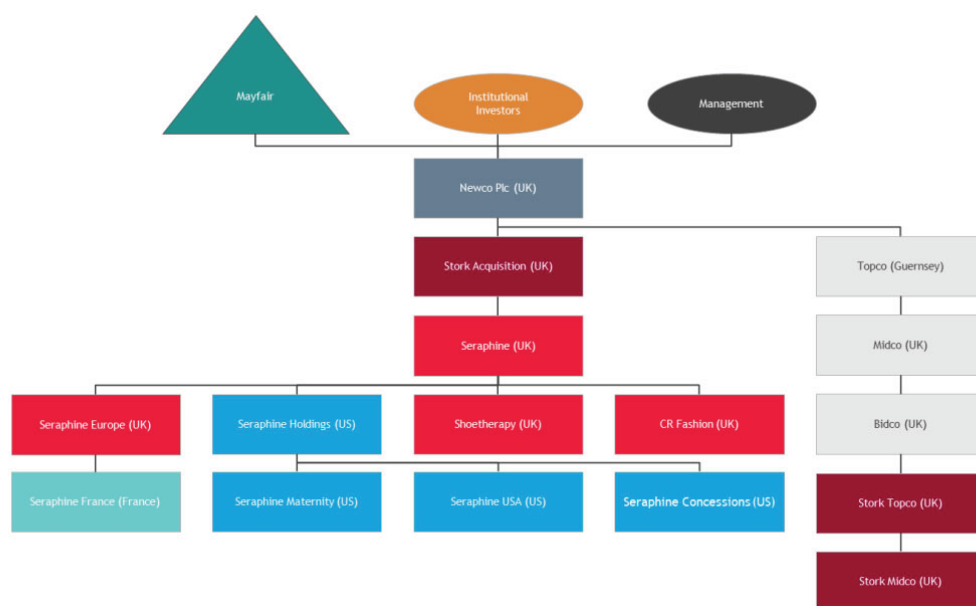 Mayfair
Institutional
Investors
Management
Newco Plc (UK)
Stork Acquisition (UK)
Topco (Guernsey)
Seraphine (UK)
Midco (UK)
Seraphine Europe (UK)
Seraphine Holdings (US)
Shoetherapy (UK)
CR Fashion (UK)
Bidco (UK)
Seraphine France (France)
Seraphine Maternity (US)
Seraphine USA (US)
Seraphine Concessions (US)
Stork Topco (UK)
Stork Midco (UK)